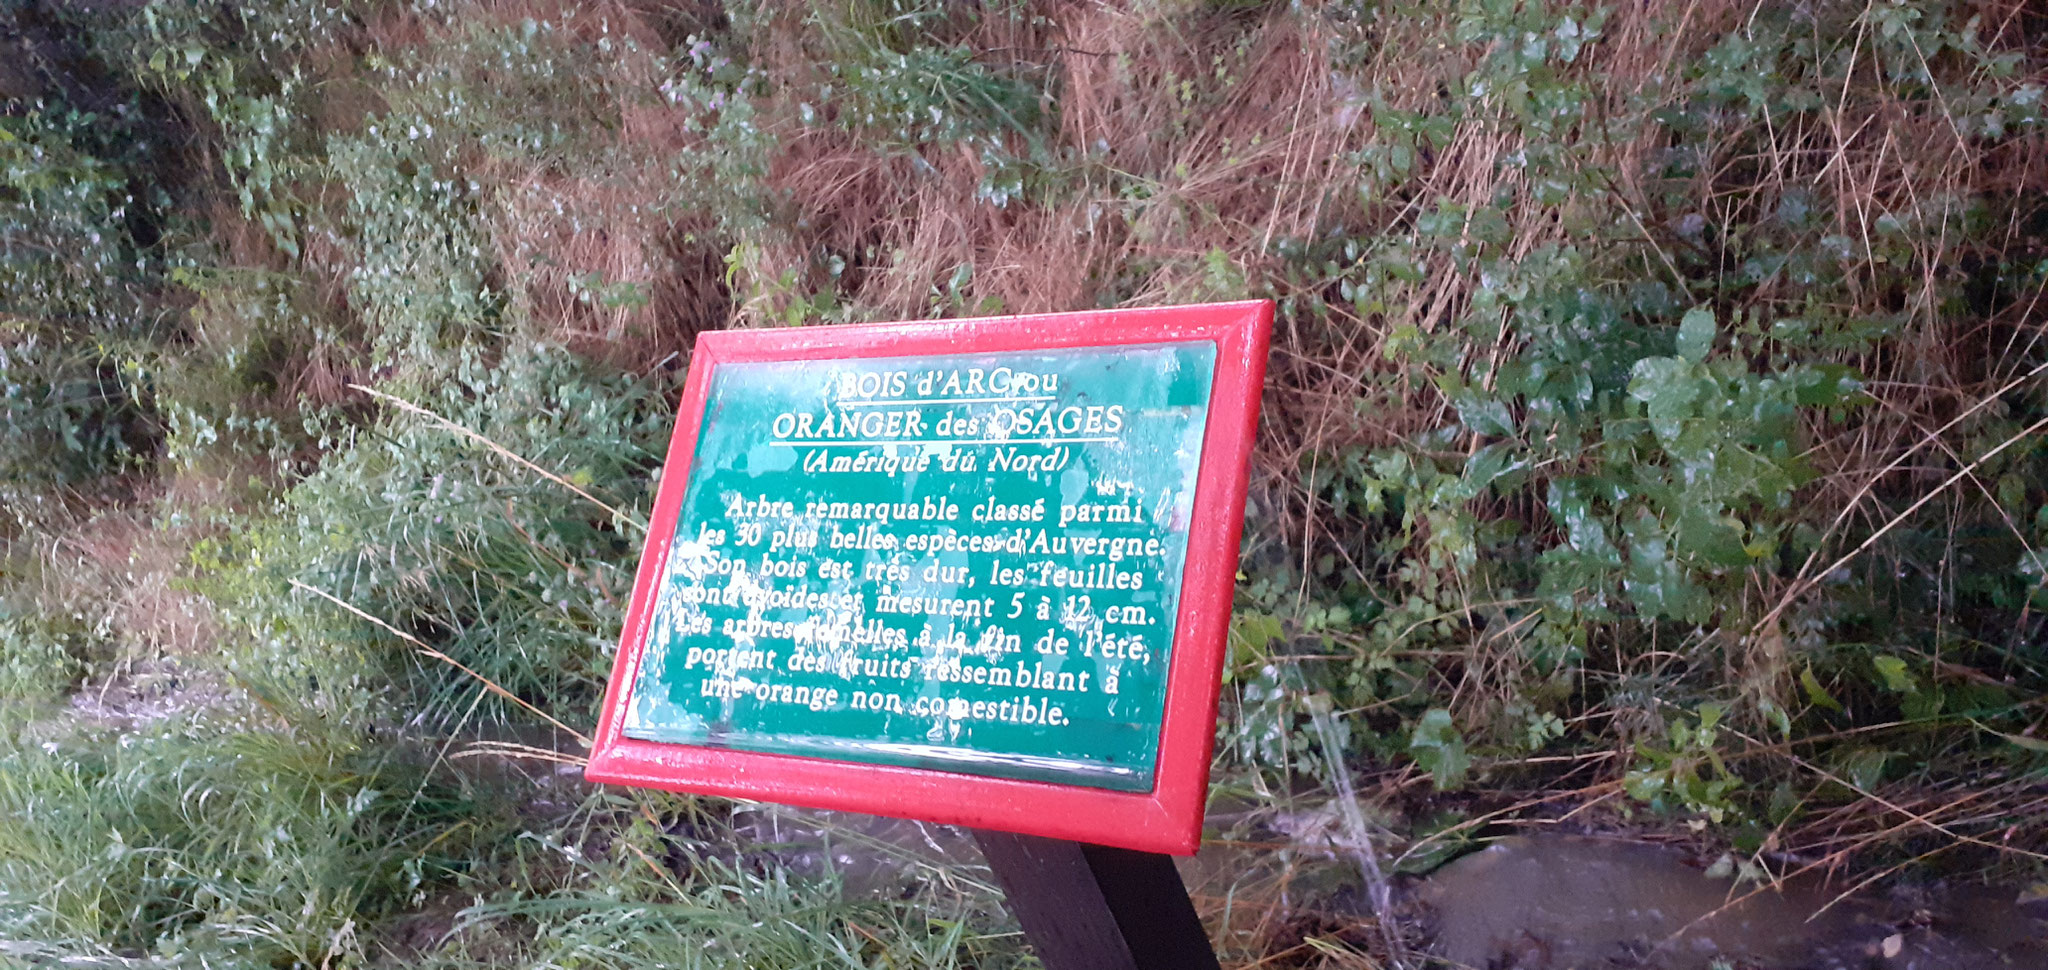 BOIS d'ARC ou
ORANGER des OSAGES
(Amérique du Nord)
Arbre remarquable classé parmi
les 30 plus belles espèces d'Auvergne.
Son bois est très dur, les feuilles
sont ovoïdes et mesurent 5 à 12 cm.
Les arbres femelles à la fin de l'été,
portent des fruits ressemblant à
une orange non comestible.